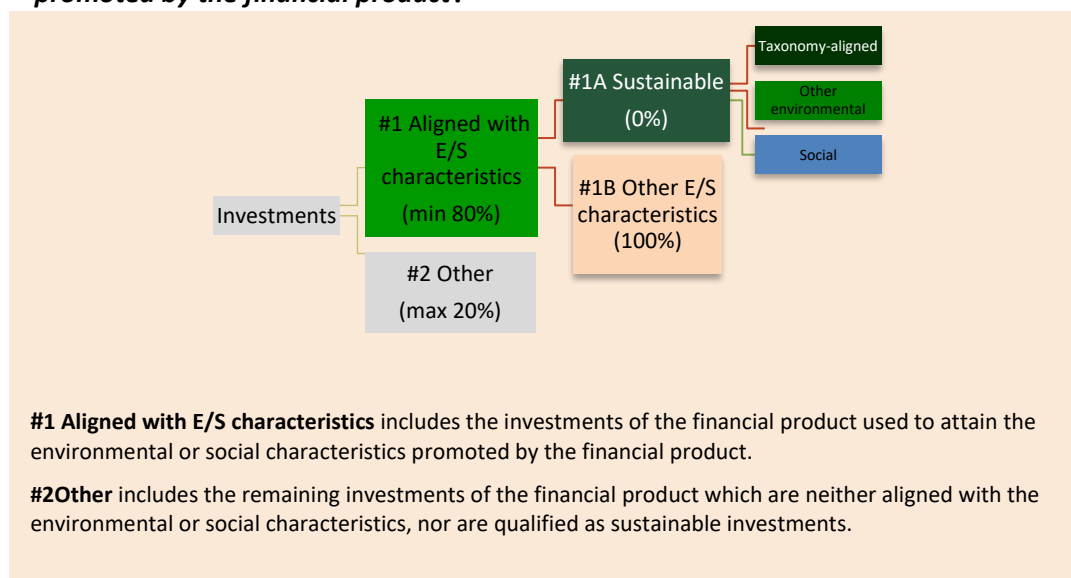 promoted by the financial product?
Taxonomy-aligned
#1A Sustainable
(0%)
Other
environmental
#1 Aligned with
E/S
characteristics
(min 80%)
Social
#1B Other E/S
characteristics
(100%)
Investments
#2 Other
(max 20%)
#1 Aligned with E/S characteristics includes the investments of the financial product used to attain the
environmental or social characteristics promoted by the financial product.
#2Other includes the remaining investments of the financial product which are neither aligned with the
environmental or social characteristics, nor are qualified as sustainable investments.